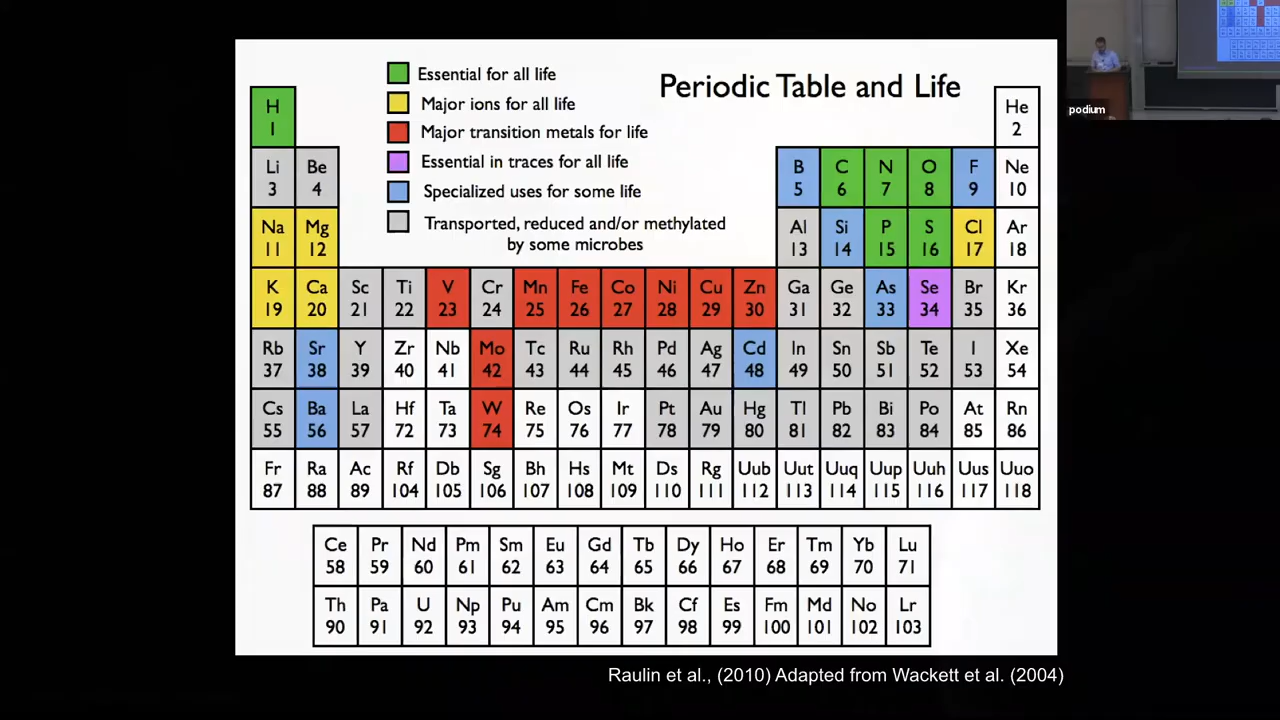 Periodic Table and Life
Essential for all life
Major ions for all life
Major transition metals for life
Essential in traces for all life
Specialized uses for some life
Transported, reduced and/or methylated
by some microbes
H He
1 2
Li Be B C N O F Ne
3 4 5 6 7 8 9 10
Na Mg Al Si P S Cl Ar
11 12 13 14 15 16 17 18
K Ca Sc Ti V Cr Mn Fe Co Ni Cu Zn Ga Ge As Se Br Kr
19 20 21 22 23 24 25 26 27 28 29 30 31 32 33 34 35 36
Rb Sr Y Zr Nb Mo Tc Ru Rh Pd Ag Cd In Sn Sb Te I Xe
37 38 39 40 41 42 43 44 45 46 47 48 49 50 51 52 53 54
Cs Ba La Hf Ta W Re Os Ir Pt Au Hg Tl Pb Bi Po At Rn
55 56 57 72 73 74 75 76 77 78 79 80 81 82 83 84 85 86
Fr Ra Ac Rf Db Sg Bh Hs Mt Ds Rg Uub Uut Uuq Uup Uuh Uus Uuo
87 88 89 104 105 106 107 108 109 110 111 112 113 114 115 116 117 118
Ce Pr Nd Pm Sm Eu Gd Tb Dy Ho Er Tm Yb Lu
58 59 60 61 62 63 64 65 66 67 68 69 70 71
Th Pa U Np Pu Am Cm Bk Cf Es Fm Md No Lr
90 91 92 93 94 95 96 97 98 99 100 101 102 103
Raulin et al., (2010) Adapted from Wackett et al. (2004)
podium